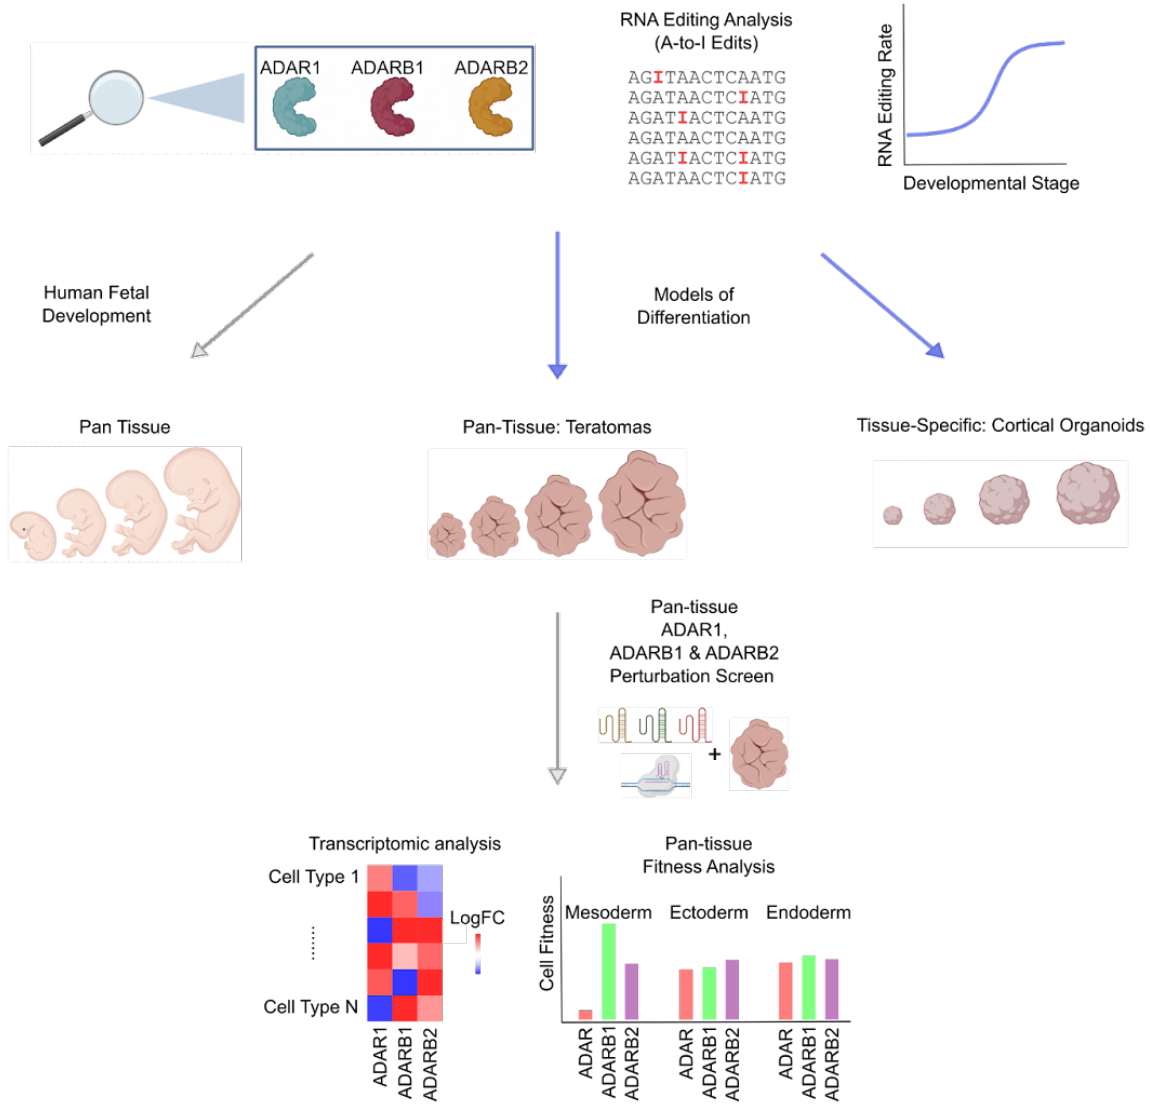 ADAR1
ADARB1
ADARB2
RNA Editing Analysis
(A-to-I Edits)
AGITAACTCAATG
AGATAACTCIATG
AGATIACTCAATG
AGATAACTCAATG
AGATIACTCIATG
AGATAACTCIATG
RNA Editing Rate
Developmental Stage
Human Fetal
Development
Models of
Differentiation
Pan Tissue
Pan-Tissue: Teratomas
Tissue-Specific: Cortical Organoids
Pan-tissue
ADAR1,
ADARB1 & ADARB2
Perturbation Screen
+
Transcriptomic analysis
Cell Type 1
Cell Type N
LogFC
ADAR1
ADARB1
ADARB2
Pan-tissue
Fitness Analysis
Cell Fitness
Mesoderm
Ectoderm
Endoderm
ADAR
ADARB1
ADARB2
ADAR
ADARB1
ADARB2
ADAR
ADARB1
ADARB2